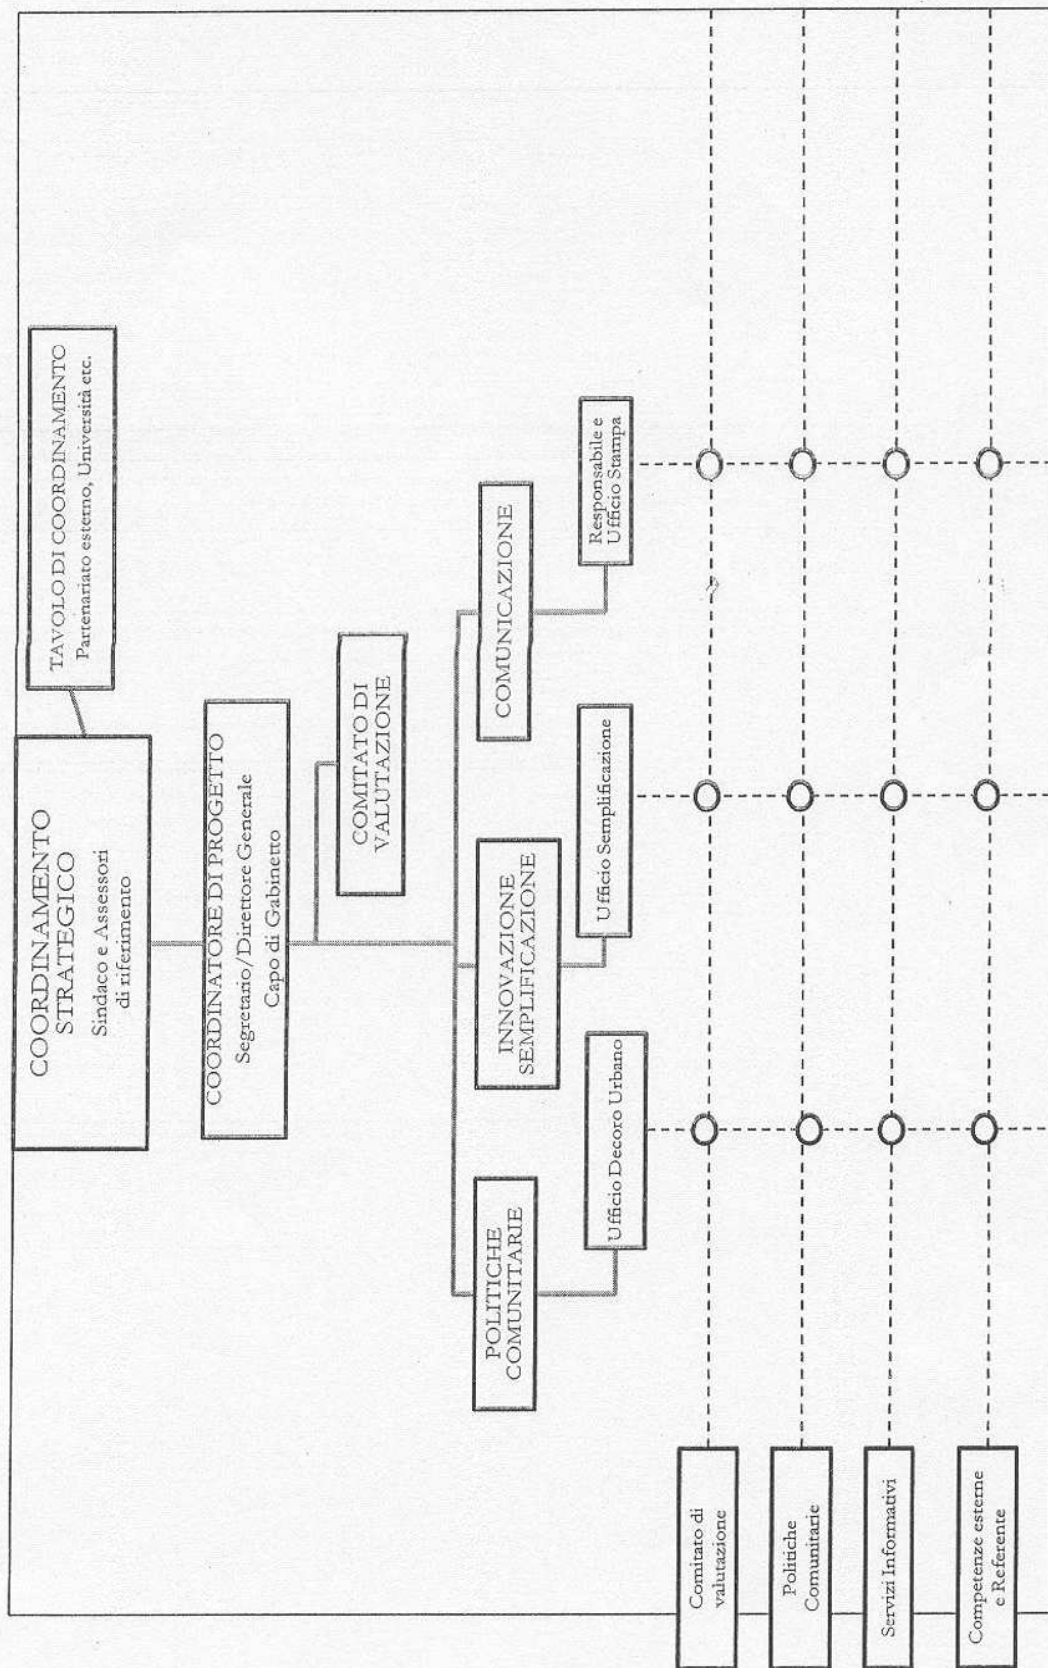 COORDINAMENTO
STRATEGICO
Sindaco e Assessori
di riferimento
TAVOLO DI COORDINAMENTO
Partenariato esterno, Università etc.
COORDINATORE DI PROGETTO
Segretario/Direttore Generale
Capo di Gabinetto
COMITATO DI
VALUTAZIONE
POLITICHE
COMUNITARIE
INNOVAZIONE
SEMPLIFICAZIONE
COMUNICAZIONE
Ufficio Decoro Urbano
Ufficio Semplificazione
Responsabile e
Ufficio Stampa
Comitato di
valutazione
Politiche
Comunitarie
Servizi Informativi
Competenze esterne
e Referente